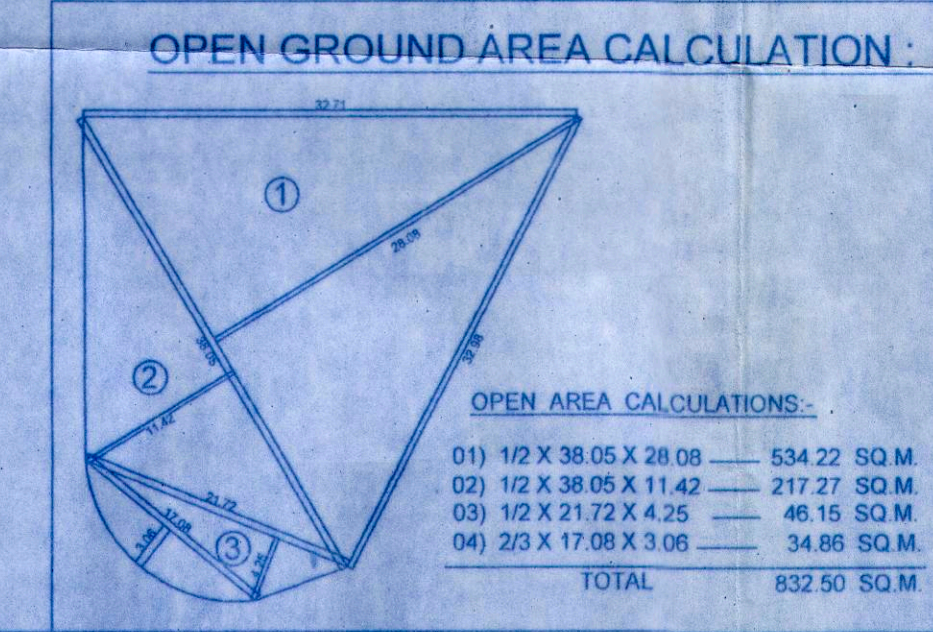 OPEN GROUND AREA CALCULATION :
32.71
①
28.08
38.05
32.98
②
11.42
21.72
17.08
3.06
③
4.25
OPEN AREA CALCULATIONS:-
01) 1/2 X 38.05 X 28.08 —— 534.22 SQ.M.
02) 1/2 X 38.05 X 11.42 —— 217.27 SQ.M.
03) 1/2 X 21.72 X 4.25 —— 46.15 SQ.M.
04) 2/3 X 17.08 X 3.06 —— 34.86 SQ.M.
TOTAL 832.50 SQ.M.